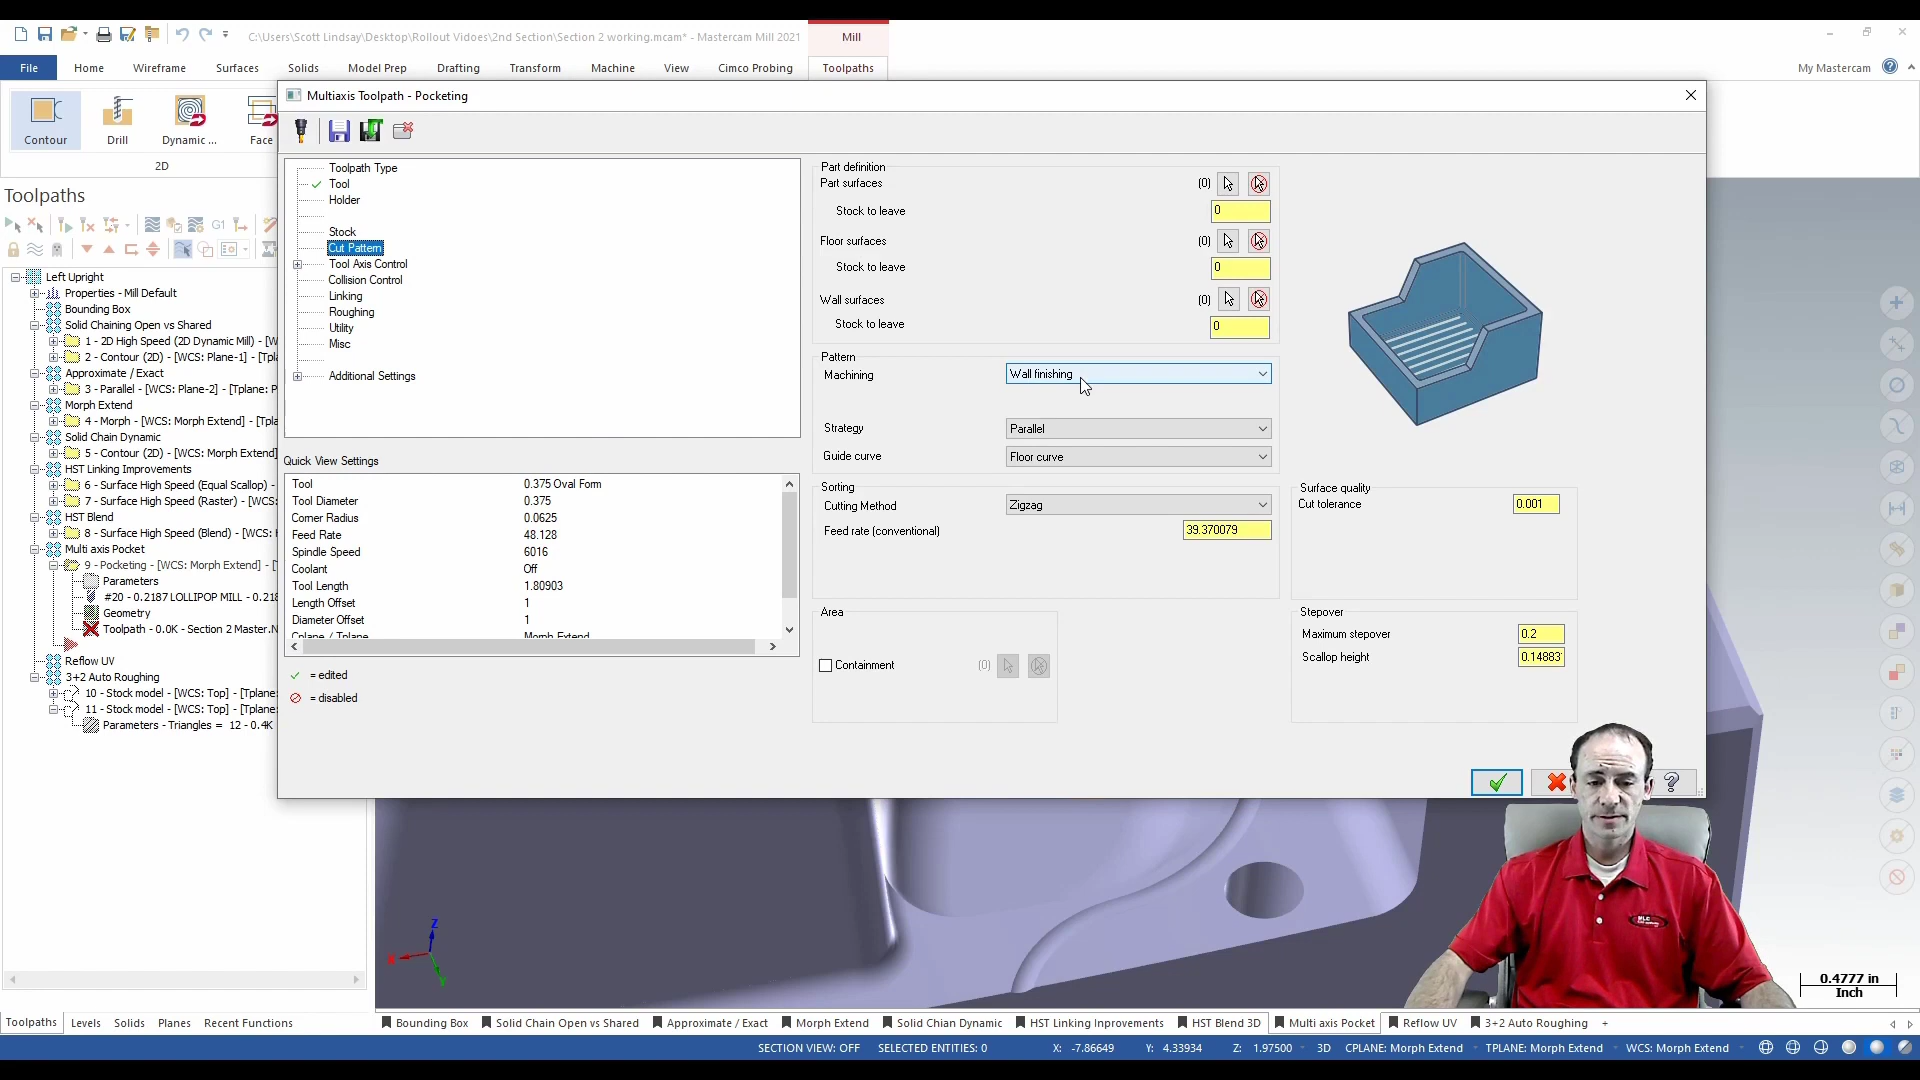 C:\Users\Scott Lindsay\Desktop\Rollout Vidoes\2nd Section\Section 2 working.mcam* - Mastercam Mill 2021
Mill
File Home Wireframe Surfaces Solids Model Prep Drafting Transform Machine View Cimco Probing Toolpaths My Mastercam
Contour Drill Dynamic ... Face
2D
Toolpaths
Left Upright
Properties - Mill Default
Bounding Box
Solid Chaining Open vs Shared
1 - 2D High Speed (2D Dynamic Mill) - [W
2 - Contour (2D) - [WCS: Plane-1] - [Tpla
Approximate / Exact
3 - Parallel - [WCS: Plane-2] - [Tplane: P
Morph Extend
4 - Morph - [WCS: Morph Extend] - [Tpla
Solid Chain Dynamic
5 - Contour (2D) - [WCS: Morph Extend]
HST Linking Improvements
6 - Surface High Speed (Equal Scallop) -
7 - Surface High Speed (Raster) - [WCS:
HST Blend
8 - Surface High Speed (Blend) - [WCS:
Multi axis Pocket
9 - Pocketing - [WCS: Morph Extend] - [
Parameters
#20 - 0.2187 LOLLIPOP MILL - 0.218
Geometry
Toolpath - 0.0K - Section 2 Master.N
Reflow UV
3+2 Auto Roughing
10 - Stock model - [WCS: Top] - [Tplane:
11 - Stock model - [WCS: Top] - [Tplane:
Parameters - Triangles = 12 - 0.4K
Multiaxis Toolpath - Pocketing
Toolpath Type
Tool
Holder
Stock
Cut Pattern
Tool Axis Control
Collision Control
Linking
Roughing
Utility
Misc
Additional Settings
Quick View Settings
Tool 0.375 Oval Form
Tool Diameter 0.375
Corner Radius 0.0625
Feed Rate 48.128
Spindle Speed 6016
Coolant Off
Tool Length 1.80903
Length Offset 1
Diameter Offset 1
Cplane / Tplane Morph Extend
= edited
= disabled
Part definition
Part surfaces (0)
Stock to leave 0
Floor surfaces (0)
Stock to leave 0
Wall surfaces (0)
Stock to leave 0
Pattern
Machining Wall finishing
Strategy Parallel
Guide curve Floor curve
Sorting
Cutting Method Zigzag
Feed rate (conventional) 39.370079
Area
Containment (0)
Surface quality
Cut tolerance 0.001
Stepover
Maximum stepover 0.2
Scallop height 0.14883
0.4777 in
Inch
Toolpaths Levels Solids Planes Recent Functions
Bounding Box Solid Chain Open vs Shared Approximate / Exact Morph Extend Solid Chian Dynamic HST Linking Inprovements HST Blend 3D Multi axis Pocket Reflow UV 3+2 Auto Roughing +
SECTION VIEW: OFF SELECTED ENTITIES: 0 X: -7.86649 Y: 4.33934 Z: 1.97500 3D CPLANE: Morph Extend TPLANE: Morph Extend WCS: Morph Extend